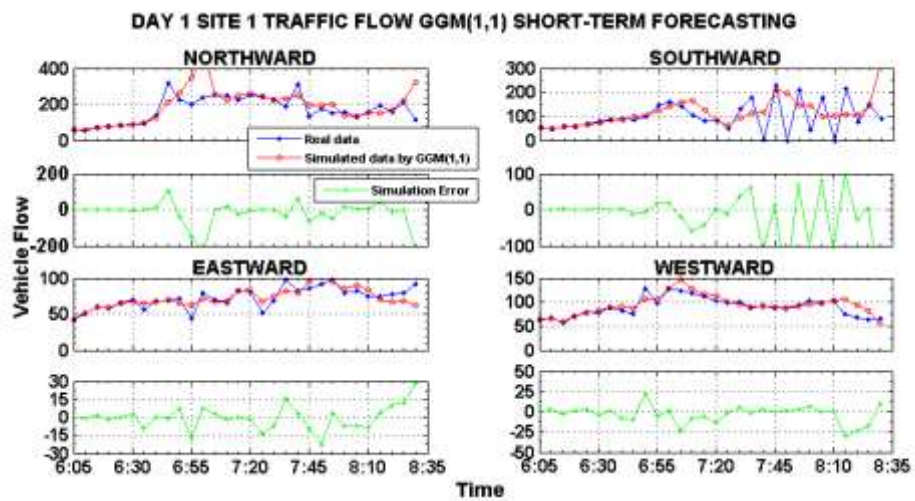 DAY 1 SITE 1 TRAFFIC FLOW GGM(1,1) SHORT-TERM FORECASTING
NORTHWARD
SOUTHWARD
400
200
0
300
200
100
0
Real data
Simulated data by GGM(1,1)
200
0
-200
Simulation Error
100
0
-100
Vehicle Flow
EASTWARD
WESTWARD
100
50
0
150
100
50
0
30
15
0
-15
-30
50
25
0
-25
-50
6:05 6:30 6:55 7:20 7:45 8:10 8:35
6:05 6:30 6:55 7:20 7:45 8:10 8:35
Time